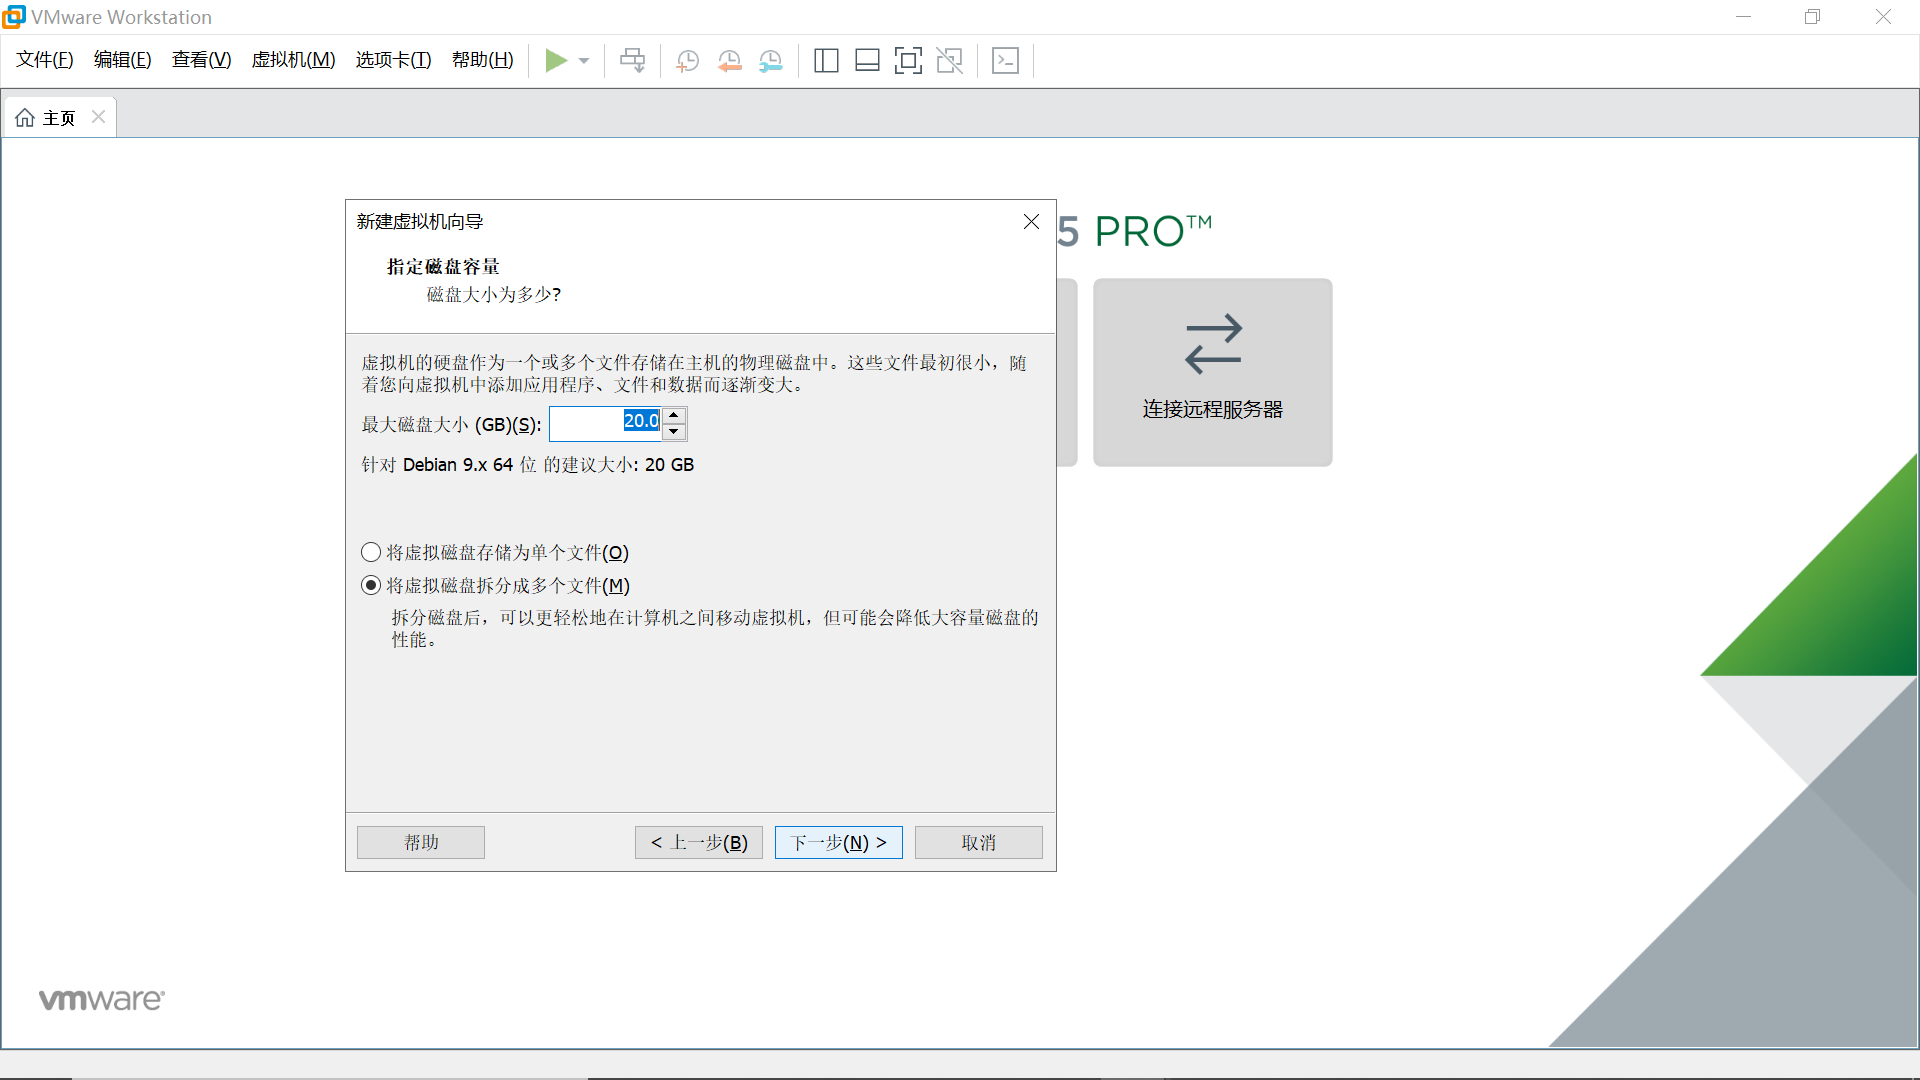 VMware Workstation
文件(F) 编辑(E) 查看(V) 虚拟机(M) 选项卡(T) 帮助(H)
主页
5 PRO™
新建虚拟机向导
指定磁盘容量
磁盘大小为多少?
虚拟机的硬盘作为一个或多个文件存储在主机的物理磁盘中。这些文件最初很小，随
着您向虚拟机中添加应用程序、文件和数据而逐渐变大。
最大磁盘大小 (GB)(S): 20.0
针对 Debian 9.x 64 位 的建议大小: 20 GB
将虚拟磁盘存储为单个文件(O)
将虚拟磁盘拆分成多个文件(M)
拆分磁盘后，可以更轻松地在计算机之间移动虚拟机，但可能会降低大容量磁盘的
性能。
帮助 < 上一步(B) 下一步(N) > 取消
连接远程服务器
vmware®